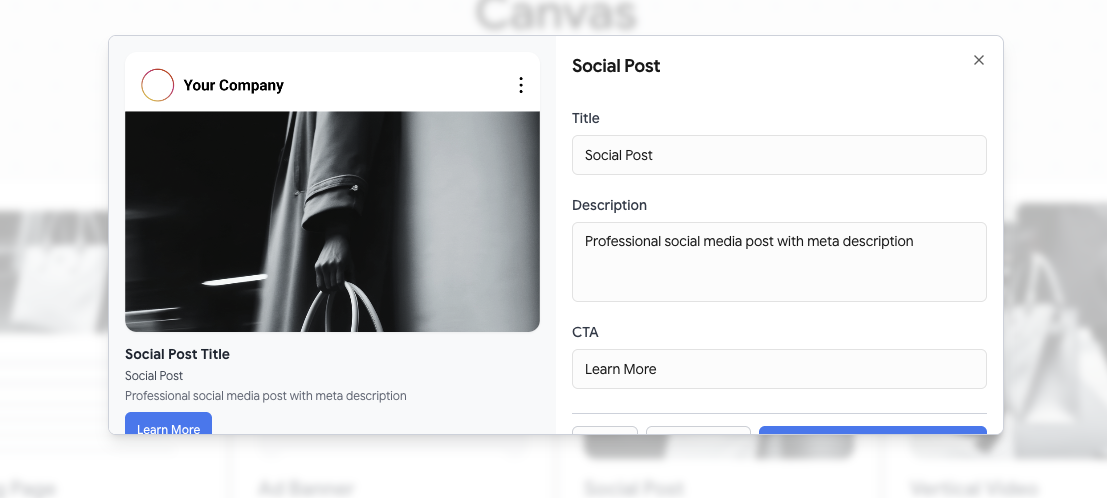 Canvas
Your Company
Social Post Title
Social Post
Professional social media post with meta description
Learn More
Social Post
Title
Social Post
Description
Professional social media post with meta description
CTA
Learn More
g Page
Ad Banner
Social Post
Vertical Video